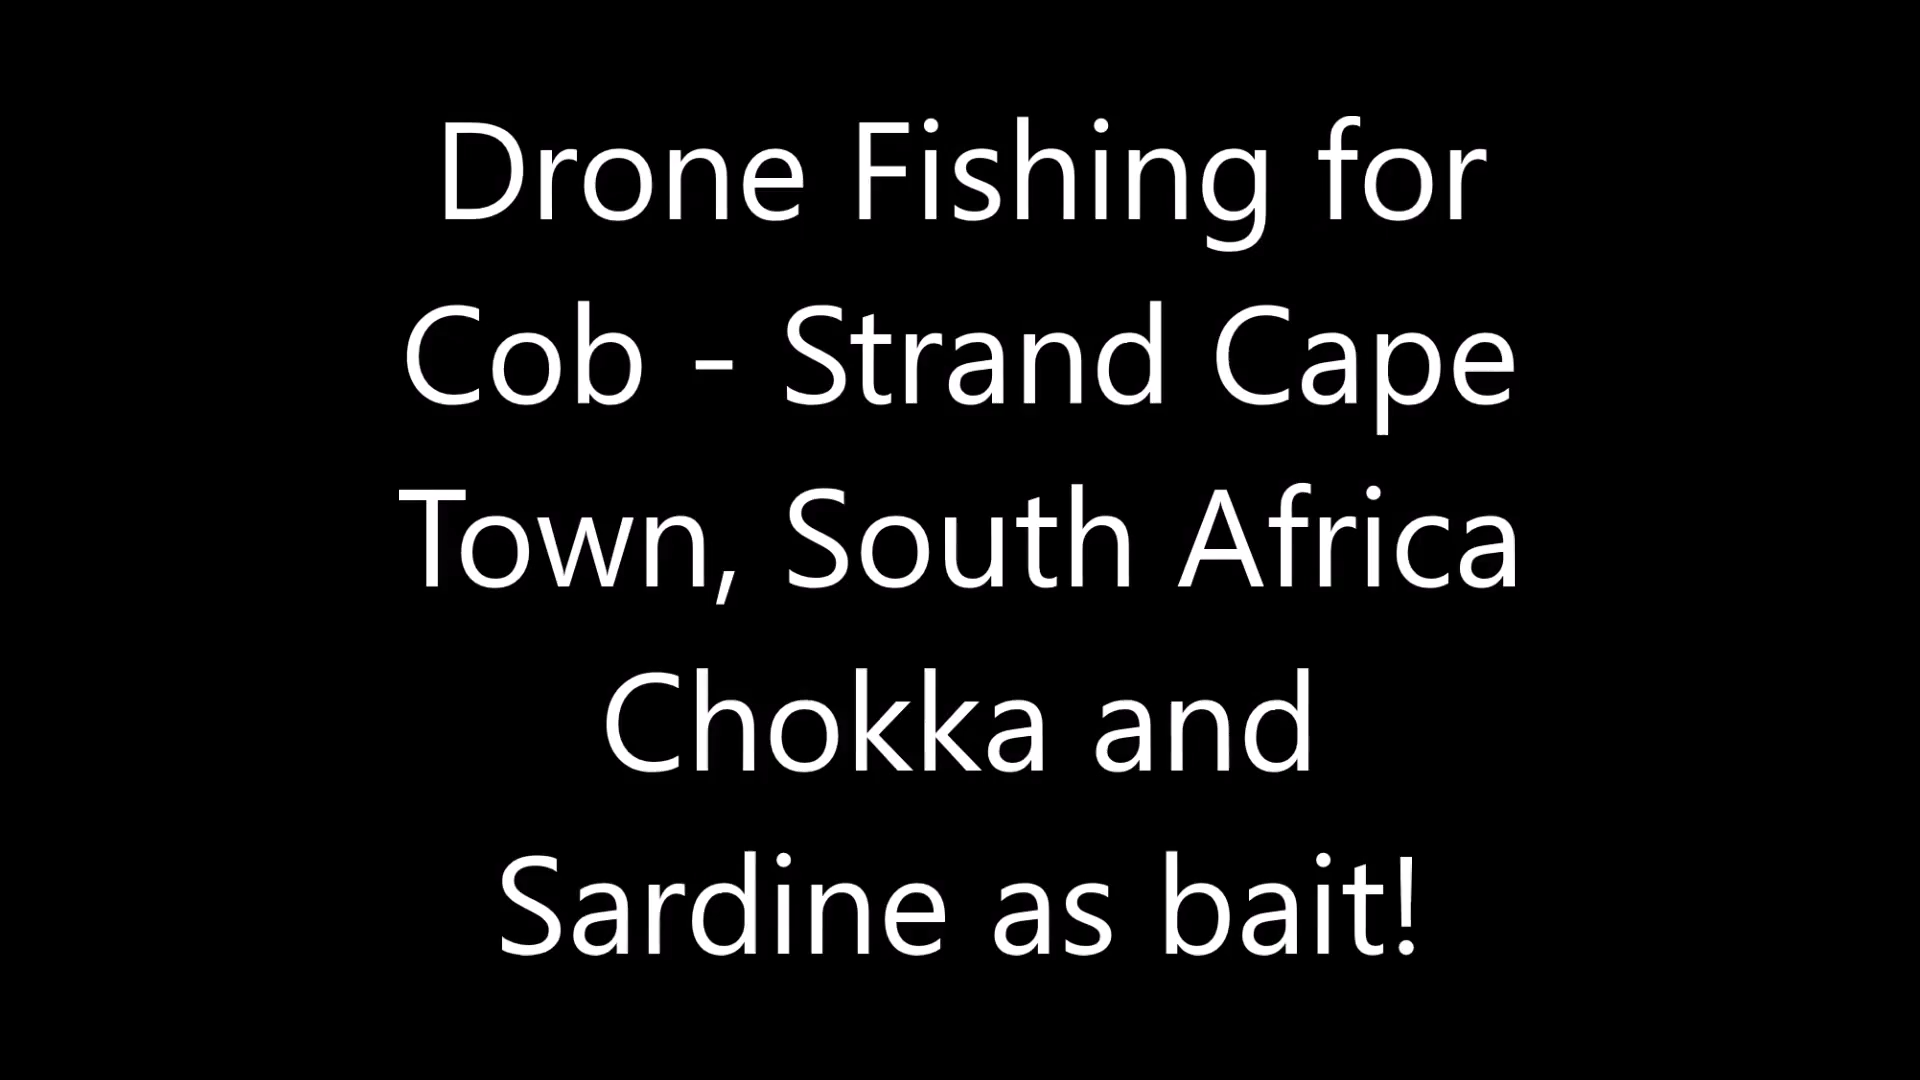 Drone Fishing for
Cob - Strand Cape
Town, South Africa
Chokka and
Sardine as bait!